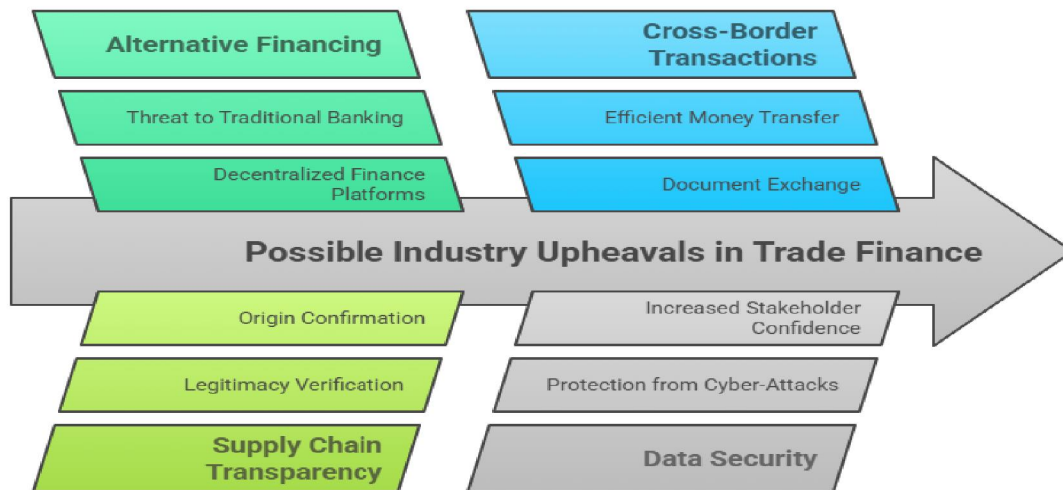 Alternative Financing
Threat to Traditional Banking
Decentralized Finance
Platforms
Cross-Border
Transactions
Efficient Money Transfer
Document Exchange
Possible Industry Upheavals in Trade Finance
Origin Confirmation
Legitimacy Verification
Supply Chain
Transparency
Increased Stakeholder
Confidence
Protection from Cyber-Attacks
Data Security